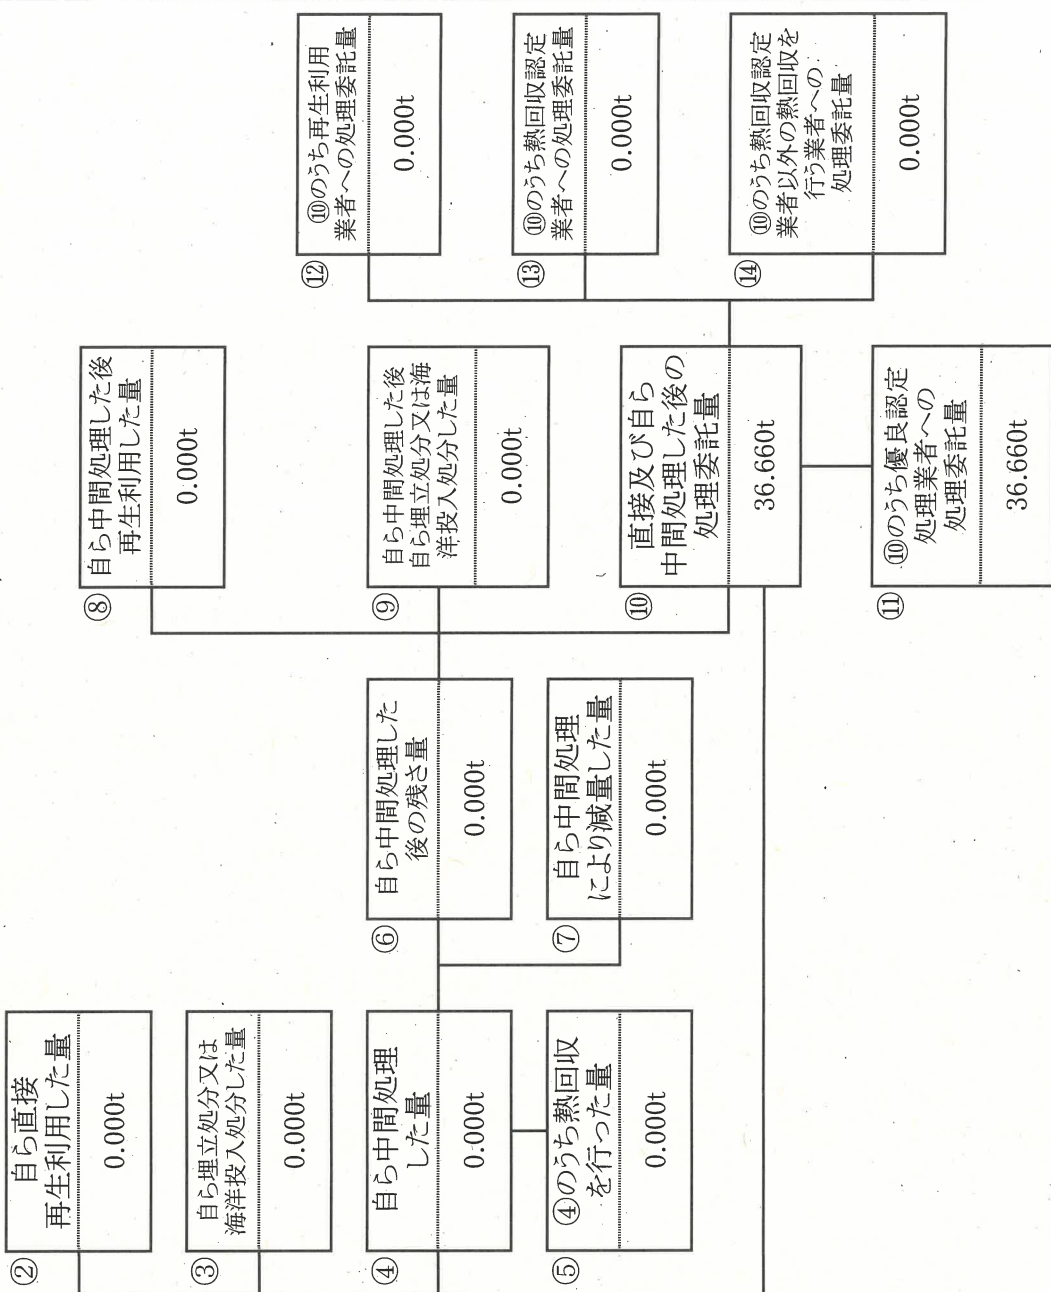 ②
自ら直接
再生利用した量
0.000t
③
自ら埋立処分又は
海洋投入処分した量
0.000t
④
自ら中間処理
した量
0.000t
⑤
④のうち熱回収
を行った量
0.000t
⑥
自ら中間処理した
後の残さ量
0.000t
⑦
自ら中間処理
により減量した量
0.000t
⑧
自ら中間処理した後
再生利用した量
0.000t
⑨
自ら中間処理した後
自ら埋立処分又は海
洋投入処分した量
0.000t
⑩
直接及び自ら
中間処理した後の
処理委託量
36.660t
⑪
⑩のうち優良認定
処理業者への
処理委託量
36.660t
⑫
⑩のうち再生利用
業者への処理委託量
0.000t
⑬
⑩のうち熱回収認定
業者への処理委託量
0.000t
⑭
⑩のうち熱回収認定
業者以外の熱回収を
行う業者への
処理委託量
0.000t